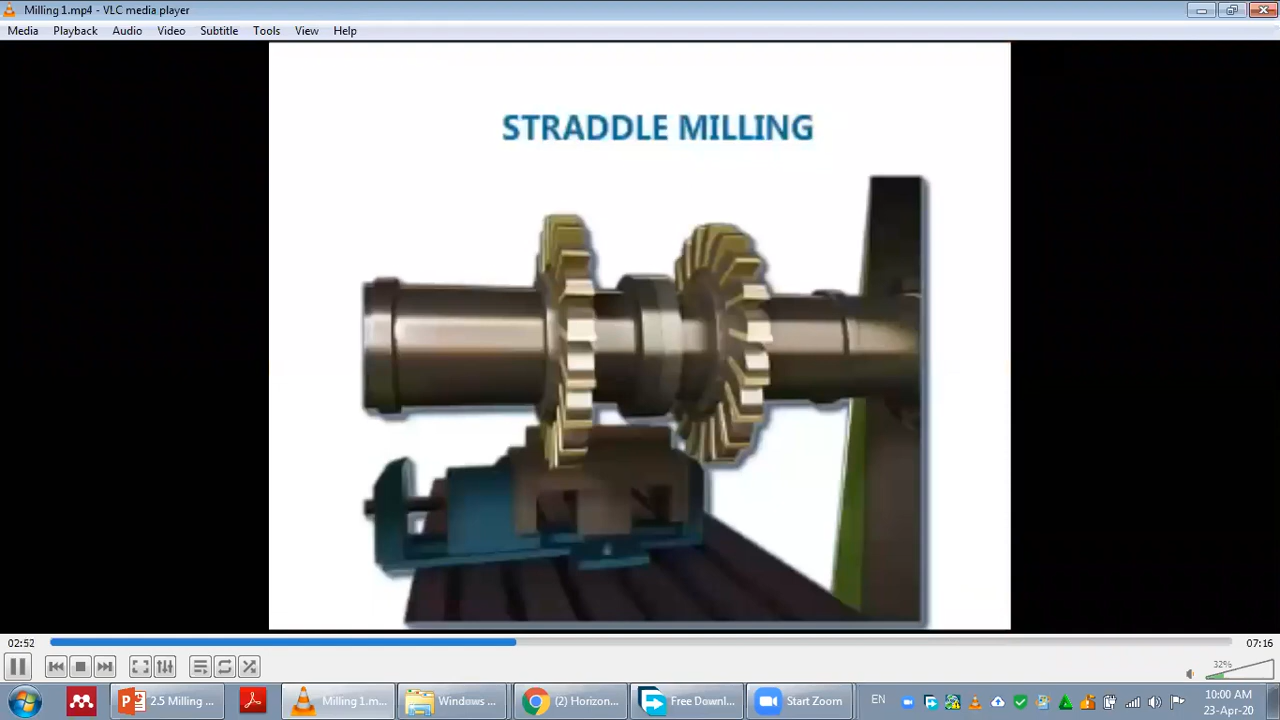 Milling 1.mp4 - VLC media player
Media Playback Audio Video Subtitle Tools View Help
STRADDLE MILLING
02:52 07:16
32%
2.5 Milling ... Milling 1.m... Windows ... (2) Horizon... Free Downl... Start Zoom EN 10:00 AM
23-Apr-20